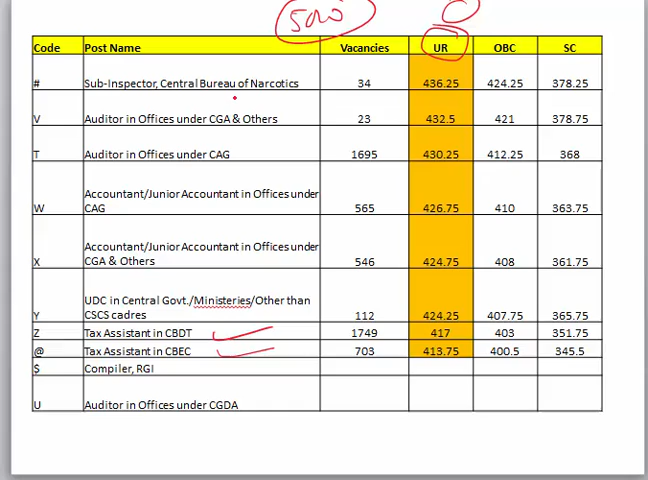 500
Code Post Name Vacancies UR OBC SC
# Sub-Inspector, Central Bureau of Narcotics 34 436.25 424.25 378.25
V Auditor in Offices under CGA & Others 23 432.5 421 378.75
T Auditor in Offices under CAG 1695 430.25 412.25 368
Accountant/Junior Accountant in Offices under
W CAG 565 426.75 410 363.75
Accountant/Junior Accountant in Offices under
X CGA & Others 546 424.75 408 361.75
UDC in Central Govt./Ministeries/Other than
Y CSCS cadres 112 424.25 407.75 365.75
Z Tax Assistant in CBDT 1749 417 403 351.75
@ Tax Assistant in CBEC 703 413.75 400.5 345.5
$ Compiler, RGI
U Auditor in Offices under CGDA